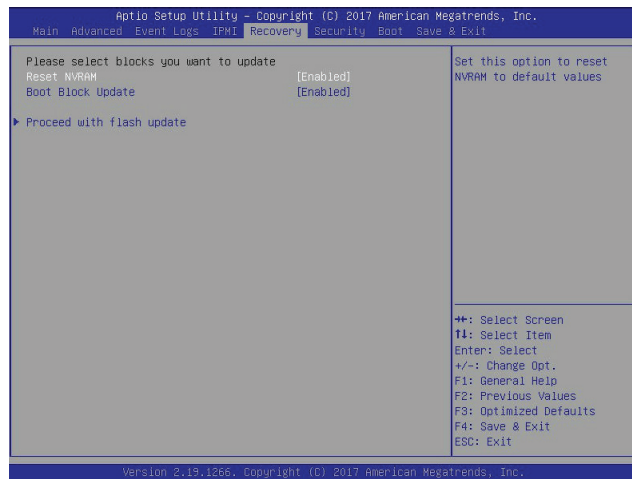 Aptio Setup Utility – Copyright (C) 2017 American Megatrends, Inc.
Main Advanced Event Logs IPMI Recovery Security Boot Save & Exit
Please select blocks you want to update
Reset NVRAM [Enabled]
Boot Block Update [Enabled]
Proceed with flash update
Set this option to reset
NVRAM to default values
: Select Screen
↑↓: Select Item
Enter: Select
+/-: Change Opt.
F1: General Help
F2: Previous Values
F3: Optimized Defaults
F4: Save & Exit
ESC: Exit
Version 2.19.1266. Copyright (C) 2017 American Megatrends, Inc.